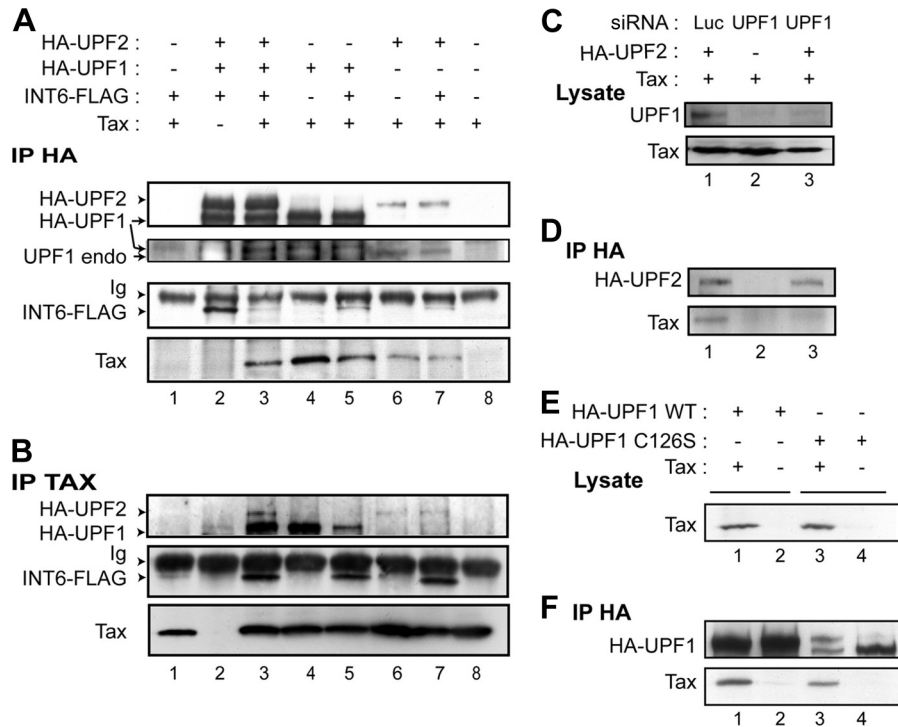 A
HA-UPF2 : - + + - - + + -
HA-UPF1 : - + + + + - - -
INT6-FLAG : + + + - + - + -
Tax : + - + + + + + +
IP HA
HA-UPF2
HA-UPF1
UPF1 endo
Ig
INT6-FLAG
Tax
1 2 3 4 5 6 7 8
B
IP TAX
HA-UPF2
HA-UPF1
Ig
INT6-FLAG
Tax
1 2 3 4 5 6 7 8
C
siRNA : Luc UPF1 UPF1
HA-UPF2 : + - +
Tax : + + +
Lysate
UPF1
Tax
1 2 3
D
IP HA
HA-UPF2
Tax
1 2 3
E
HA-UPF1 WT : + + - -
HA-UPF1 C126S : - - + +
Tax : + - + -
Lysate
Tax
1 2 3 4
F
IP HA
HA-UPF1
Tax
1 2 3 4